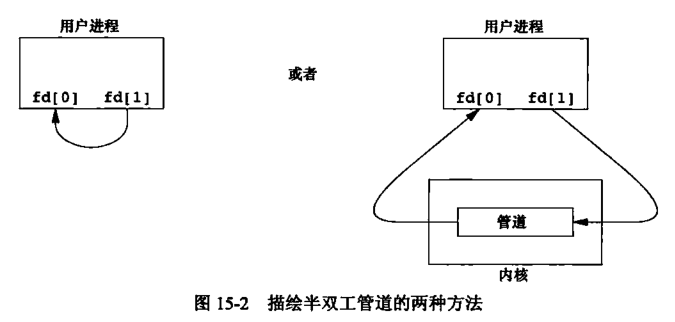 用户进程
fd[0] fd[1]
或者
用户进程
fd[0] fd[1]
管道
内核
图 15-2 描绘半双工管道的两种方法